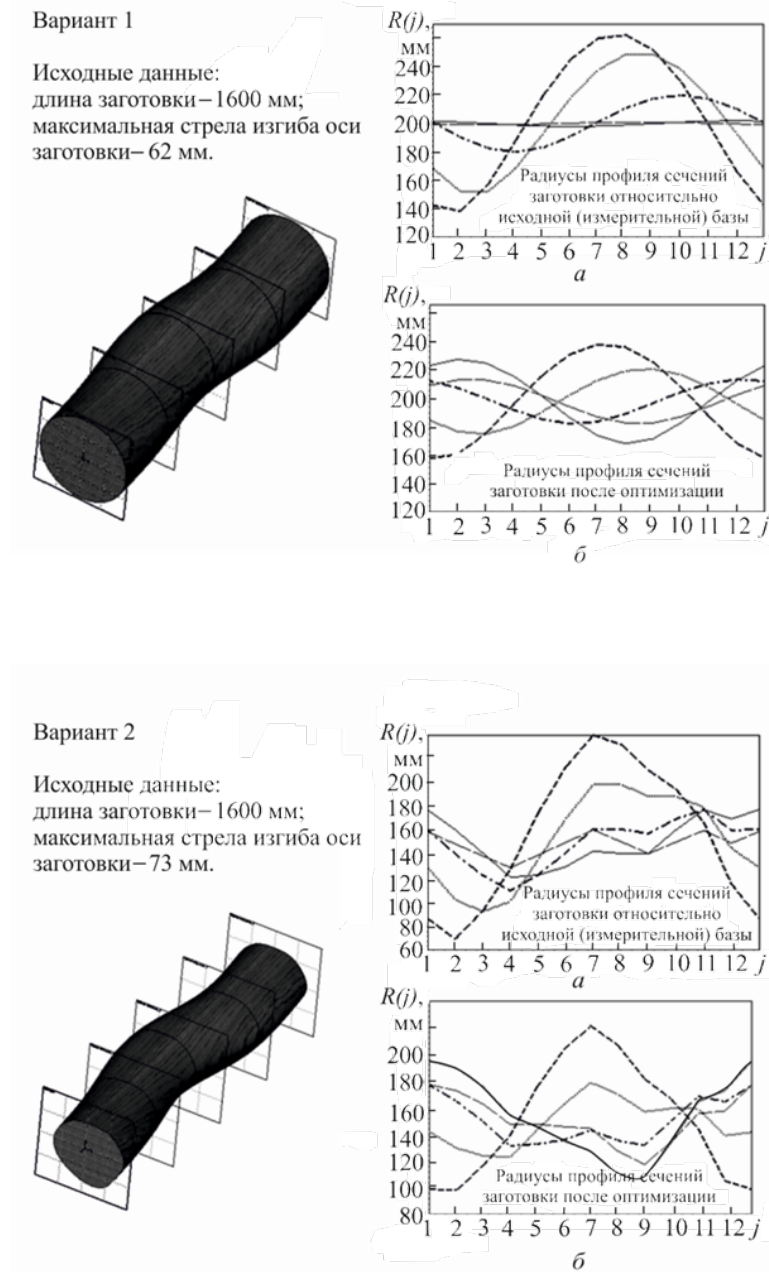 Вариант 1
Исходные данные:
длина заготовки−1600 мм;
максимальная стрела изгиба оси
заготовки−62 мм.
R(j),
мм
240
220
200
180
160
140
120
Радиусы профиля сечений
заготовки относительно
исходной (измерительной) базы
1 2 3 4 5 6 7 8 9 10 11 12 j
а
R(j),
мм
240
220
200
180
160
140
120
Радиусы профиля сечений
заготовки после оптимизации
1 2 3 4 5 6 7 8 9 10 11 12 j
б
Вариант 2
Исходные данные:
длина заготовки−1600 мм;
максимальная стрела изгиба оси
заготовки−73 мм.
R(j),
мм
200
180
160
140
120
100
80
60
Радиусы профиля сечений
заготовки относительно
исходной (измерительной) базы
1 2 3 4 5 6 7 8 9 10 11 12 j
а
R(j),
мм
200
180
160
140
120
100
80
Радиусы профиля сечений
заготовки после оптимизации
1 2 3 4 5 6 7 8 9 10 11 12 j
б